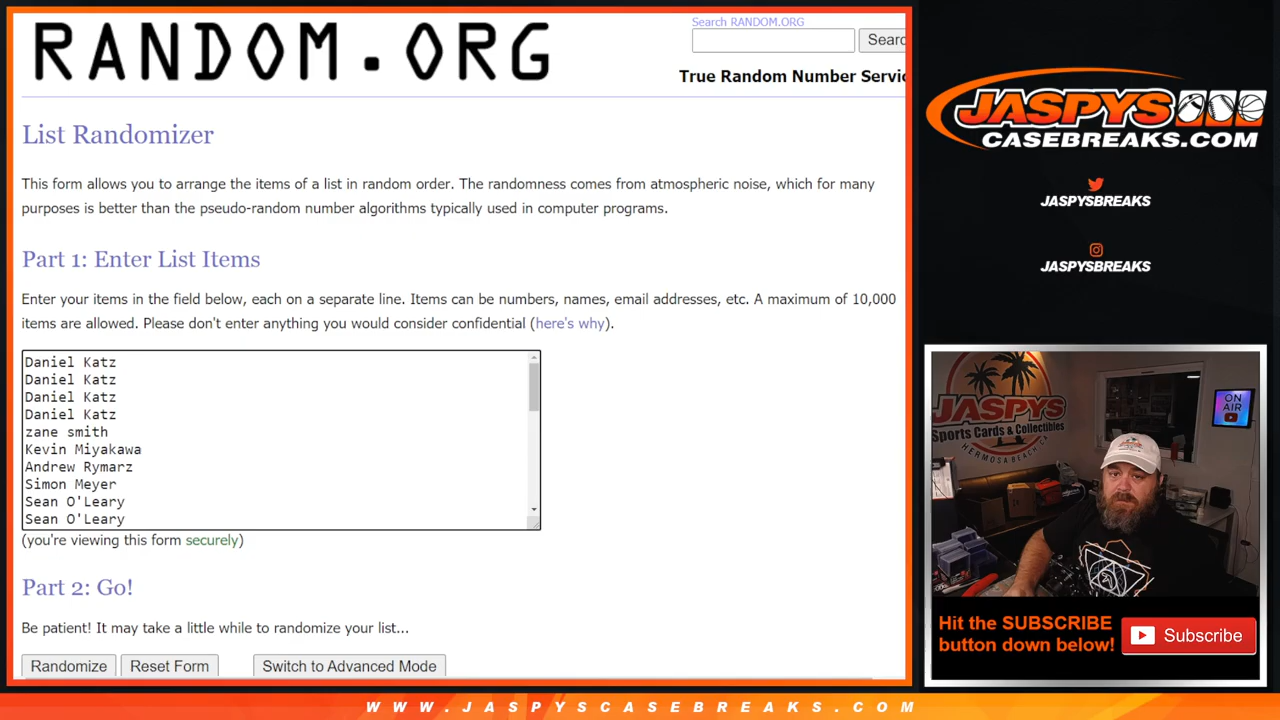 RANDOM.ORG
Search RANDOM.ORG
Searc
True Random Number Servic
List Randomizer
This form allows you to arrange the items of a list in random order. The randomness comes from atmospheric noise, which for many
purposes is better than the pseudo-random number algorithms typically used in computer programs.
Part 1: Enter List Items
Enter your items in the field below, each on a separate line. Items can be numbers, names, email addresses, etc. A maximum of 10,000
items are allowed. Please don't enter anything you would consider confidential (here's why).
Daniel Katz
Daniel Katz
Daniel Katz
Daniel Katz
zane smith
Kevin Miyakawa
Andrew Rymarz
Simon Meyer
Sean O'Leary
Sean O'Leary
(you're viewing this form securely)
Part 2: Go!
Be patient! It may take a little while to randomize your list...
Randomize
Reset Form
Switch to Advanced Mode
JASPYS
CASEBREAKS.COM
JASPYSBREAKS
JASPYSBREAKS
JASPYS
Sports Cards & Collectibles
HERMOSA BEACH CA
ON
AIR
Hit the SUBSCRIBE
button down below!
Subscribe
WWW.JASPYSCASEBREAKS.COM